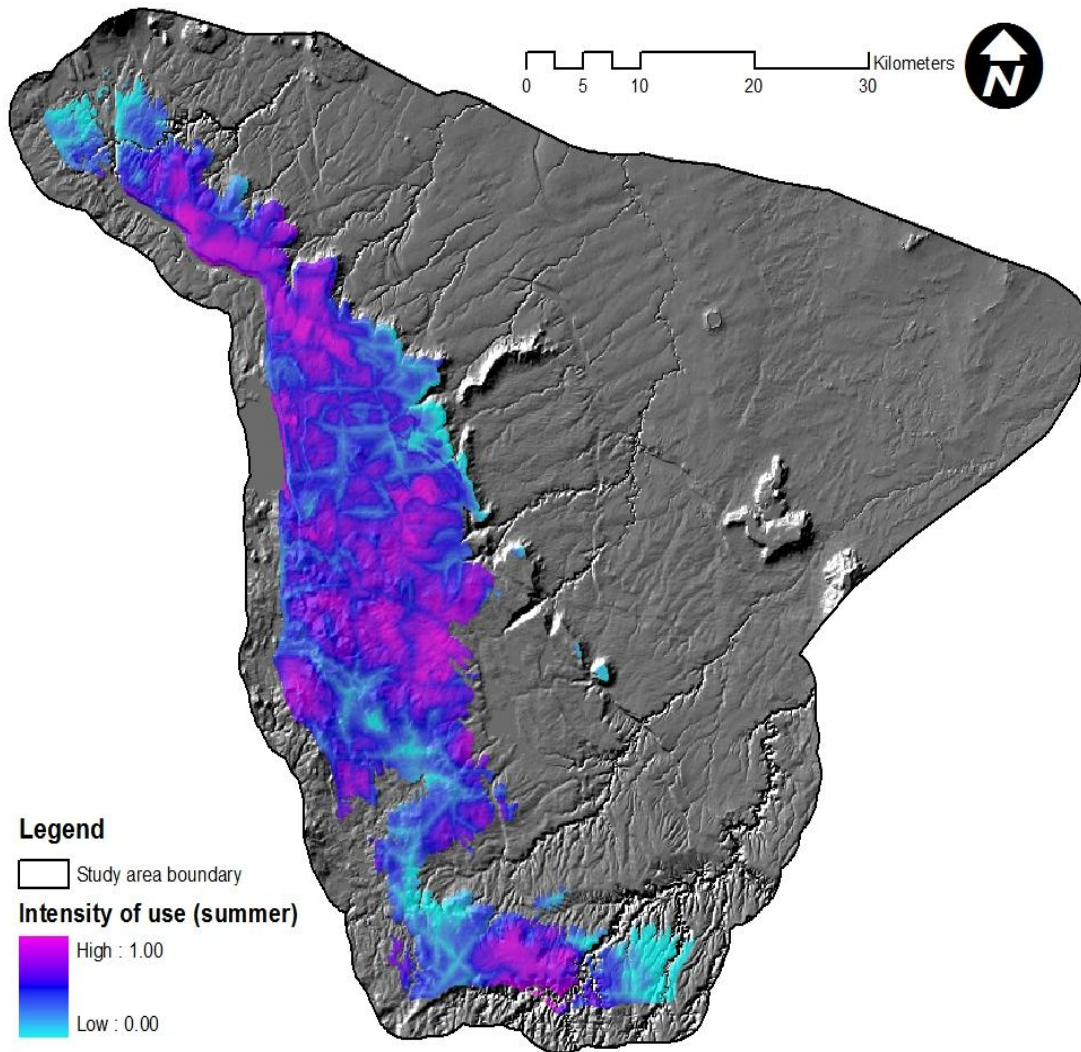 Kilometers
0 5 10 20 30
N
Legend
Study area boundary
Intensity of use (summer)
High : 1.00
Low : 0.00